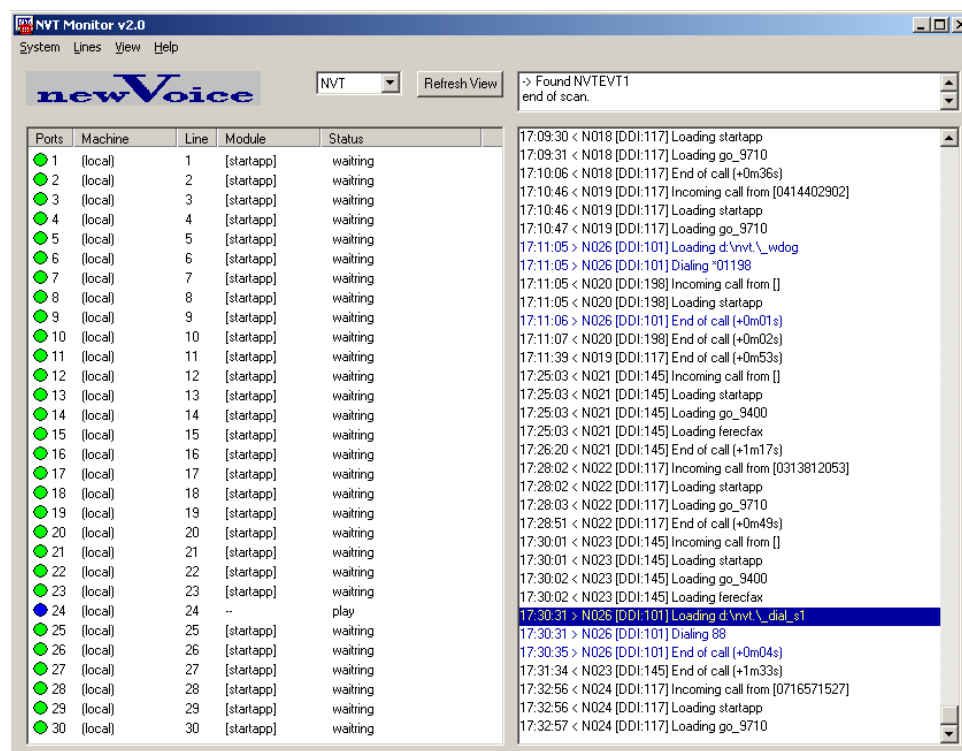 NVT Monitor v2.0
System Lines View Help
newVoice
NVT
Refresh View
-> Found NVTEVT1
end of scan.
Ports Machine Line Module Status
1 (local) 1 [startapp] waitring
2 (local) 2 [startapp] waitring
3 (local) 3 [startapp] waitring
4 (local) 4 [startapp] waitring
5 (local) 5 [startapp] waitring
6 (local) 6 [startapp] waitring
7 (local) 7 [startapp] waitring
8 (local) 8 [startapp] waitring
9 (local) 9 [startapp] waitring
10 (local) 10 [startapp] waitring
11 (local) 11 [startapp] waitring
12 (local) 12 [startapp] waitring
13 (local) 13 [startapp] waitring
14 (local) 14 [startapp] waitring
15 (local) 15 [startapp] waitring
16 (local) 16 [startapp] waitring
17 (local) 17 [startapp] waitring
18 (local) 18 [startapp] waitring
19 (local) 19 [startapp] waitring
20 (local) 20 [startapp] waitring
21 (local) 21 [startapp] waitring
22 (local) 22 [startapp] waitring
23 (local) 23 [startapp] waitring
24 (local) 24 -- play
25 (local) 25 [startapp] waitring
26 (local) 26 [startapp] waitring
27 (local) 27 [startapp] waitring
28 (local) 28 [startapp] waitring
29 (local) 29 [startapp] waitring
30 (local) 30 [startapp] waitring
17:09:30 < N018 [DDI:117] Loading startapp
17:09:31 < N018 [DDI:117] Loading go_9710
17:10:06 < N018 [DDI:117] End of call (+0m36s)
17:10:46 < N019 [DDI:117] Incoming call from [0414402902]
17:10:46 < N019 [DDI:117] Loading startapp
17:10:47 < N019 [DDI:117] Loading go_9710
17:11:05 > N026 [DDI:101] Loading d:\nvt.\_wdog
17:11:05 > N026 [DDI:101] Dialing *01198
17:11:05 < N020 [DDI:198] Incoming call from []
17:11:05 < N020 [DDI:198] Loading startapp
17:11:06 > N026 [DDI:101] End of call (+0m01s)
17:11:07 < N020 [DDI:198] End of call (+0m02s)
17:11:39 < N019 [DDI:117] End of call (+0m53s)
17:25:03 < N021 [DDI:145] Incoming call from []
17:25:03 < N021 [DDI:145] Loading startapp
17:25:03 < N021 [DDI:145] Loading go_9400
17:25:03 < N021 [DDI:145] Loading ferecfax
17:26:20 < N021 [DDI:145] End of call (+1m17s)
17:28:02 < N022 [DDI:117] Incoming call from [0313812053]
17:28:02 < N022 [DDI:117] Loading startapp
17:28:03 < N022 [DDI:117] Loading go_9710
17:28:51 < N022 [DDI:117] End of call (+0m49s)
17:30:01 < N023 [DDI:145] Incoming call from []
17:30:01 < N023 [DDI:145] Loading startapp
17:30:02 < N023 [DDI:145] Loading go_9400
17:30:02 < N023 [DDI:145] Loading ferecfax
17:30:31 > N026 [DDI:101] Loading d:\nvt.\_dial_s1
17:30:31 > N026 [DDI:101] Dialing 88
17:30:35 > N026 [DDI:101] End of call (+0m04s)
17:31:34 < N023 [DDI:145] End of call (+1m33s)
17:32:56 < N024 [DDI:117] Incoming call from [0716571527]
17:32:56 < N024 [DDI:117] Loading startapp
17:32:57 < N024 [DDI:117] Loading go_9710